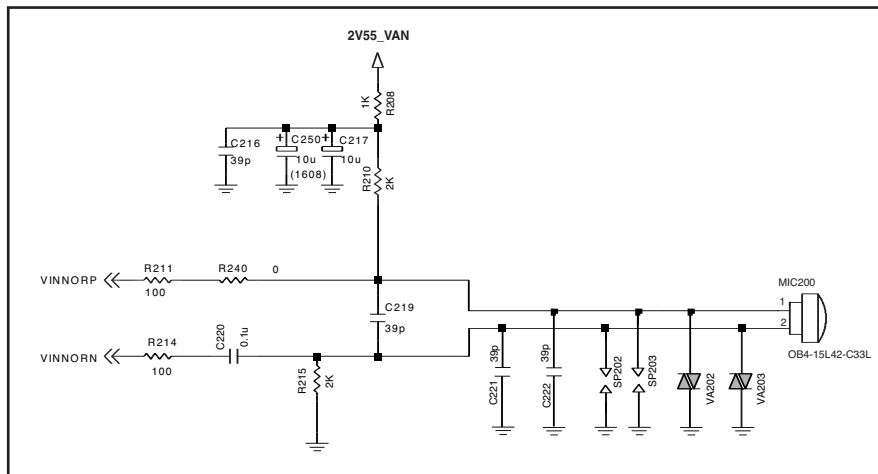 2V55_VAN
1K
R208
C216
39p
+
C250
10u
(1608)
+
C217
10u
R210
2K
VINNORP
R211
100
R240
0
C219
39p
MIC200
1
2
OB4-15L42-C33L
VINNORN
R214
100
C220
0.1u
R215
2K
39p
C221
39p
C222
SP202
SP203
VA202
VA203